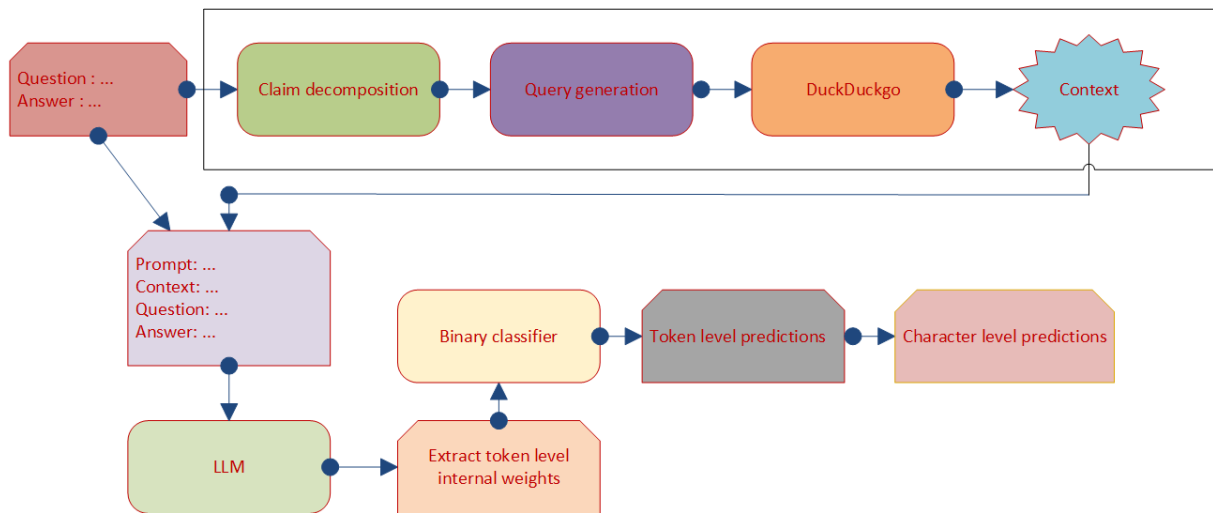 Question : ...
Answer : ...
Claim decomposition
Query generation
DuckDuckgo
Context
Prompt: ...
Context: ...
Question: ...
Answer: ...
Binary classifier
Token level predictions
Character level predictions
LLM
Extract token level
internal weights